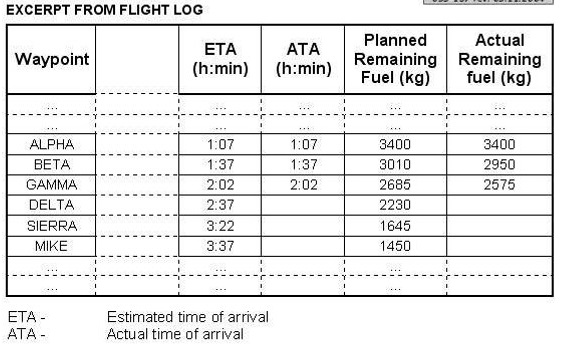 EXCERPT FROM FLIGHT LOG
Waypoint ETA (h:min) ATA (h:min) Planned Remaining Fuel (kg) Actual Remaining fuel (kg)
... ... ... ... ...
... ... ... ... ...
ALPHA 1:07 1:07 3400 3400
BETA 1:37 1:37 3010 2950
GAMMA 2:02 2:02 2685 2575
DELTA 2:37 2230
SIERRA 3:22 1645
MIKE 3:37 1450
... ... ... ... ...
... ... ... ... ...
ETA - Estimated time of arrival
ATA - Actual time of arrival